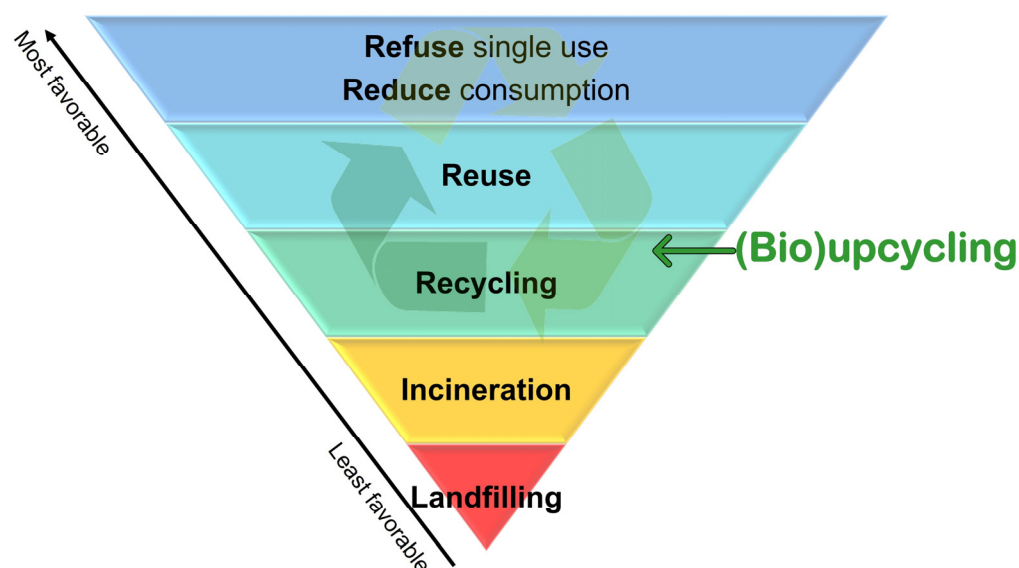 Most favorable
Refuse single use
Reduce consumption
Reuse
(Bio)upcycling
Recycling
Incineration
Least favorable
Landfilling